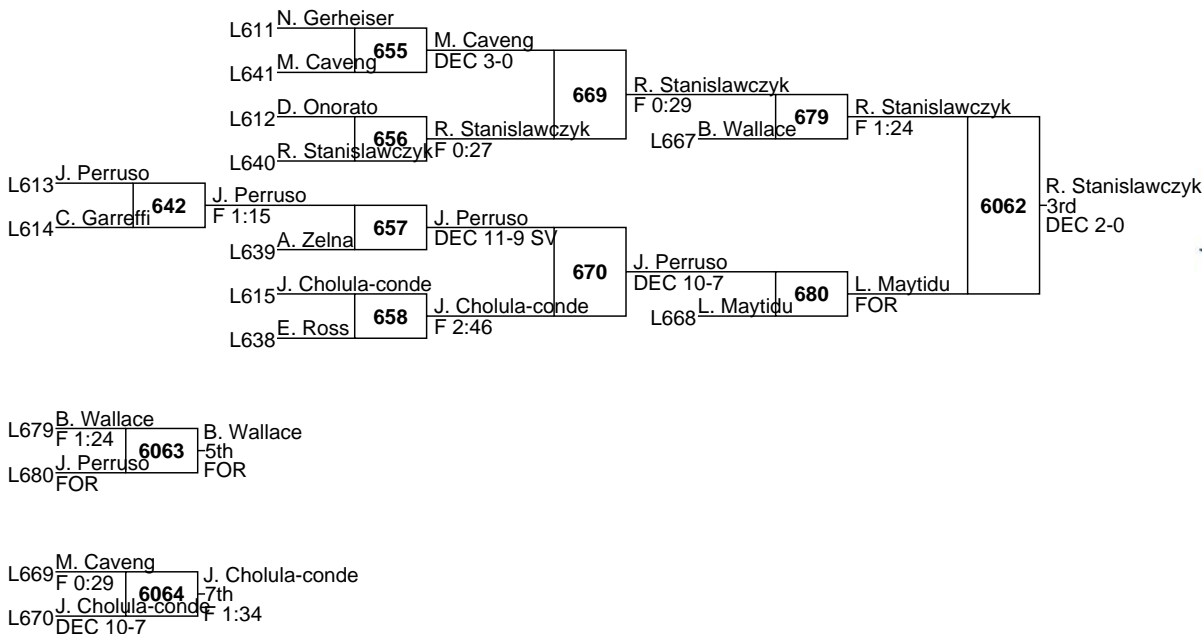 L611 N. Gerheiser
655
M. Caveng
DEC 3-0
L641 M. Caveng
669
R. Stanislawczyk
F 0:29
L612 D. Onorato
656
R. Stanislawczyk
F 0:27
L640 R. Stanislawczyk
L667 B. Wallace
679
R. Stanislawczyk
F 1:24
L613 J. Perruso
642
J. Perruso
F 1:15
L614 C. Garreffi
657
J. Perruso
DEC 11-9 SV
L639 A. Zelna
670
J. Perruso
DEC 10-7
L615 J. Cholula-conde
658
J. Cholula-conde
F 2:46
L638 E. Ross
L668 L. Maytidu
680
L. Maytidu
FOR
6062
R. Stanislawczyk
3rd
DEC 2-0
L679 B. Wallace
F 1:24
6063
B. Wallace
5th
FOR
L680 J. Perruso
FOR
L669 M. Caveng
F 0:29
6064
J. Cholula-conde
7th
F 1:34
L670 J. Cholula-conde
DEC 10-7